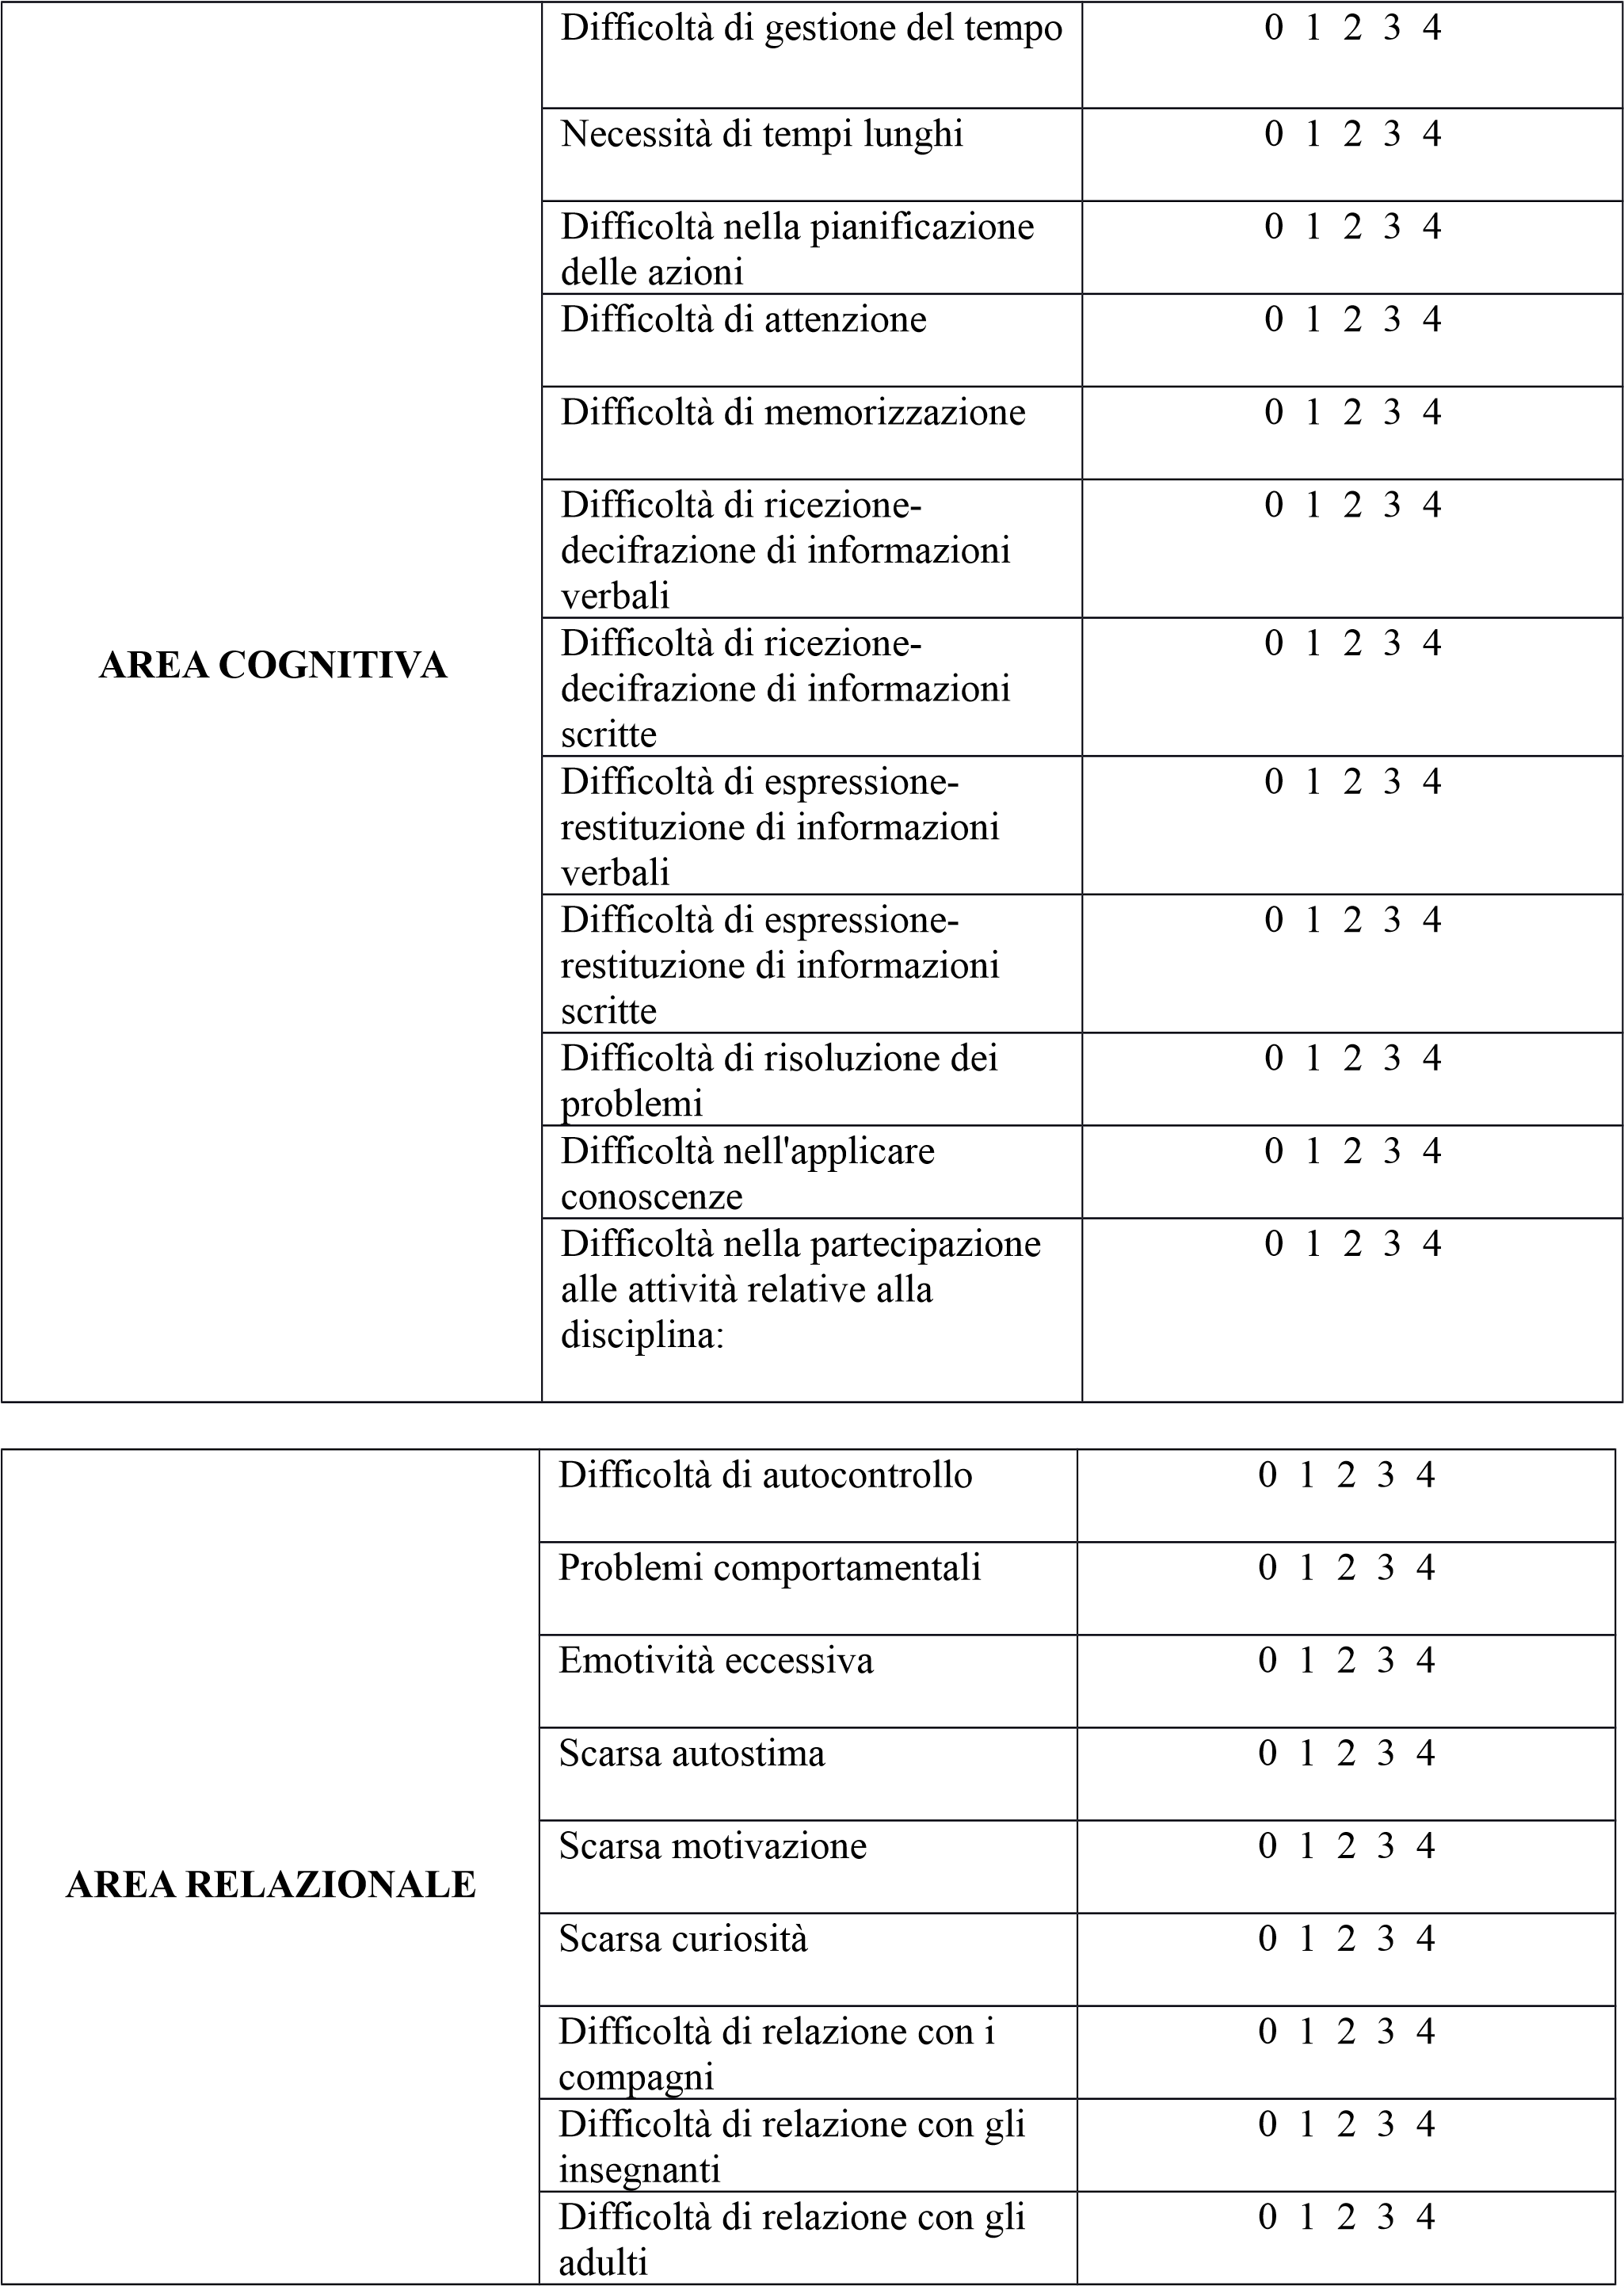 Difficoltà di gestione del tempo 0 1 2 3 4
Necessità di tempi lunghi 0 1 2 3 4
Difficoltà nella pianificazione 0 1 2 3 4
delle azioni
Difficoltà di attenzione 0 1 2 3 4
Difficoltà di memorizzazione 0 1 2 3 4
Difficoltà di ricezione- 0 1 2 3 4
decifrazione di informazioni
verbali
AREA COGNITIVA
Difficoltà di ricezione- 0 1 2 3 4
decifrazione di informazioni
scritte
Difficoltà di espressione- 0 1 2 3 4
restituzione di informazioni
verbali
Difficoltà di espressione- 0 1 2 3 4
restituzione di informazioni
scritte
Difficoltà di risoluzione dei 0 1 2 3 4
problemi
Difficoltà nell'applicare 0 1 2 3 4
conoscenze
Difficoltà nella partecipazione 0 1 2 3 4
alle attività relative alla
disciplina:
Difficoltà di autocontrollo 0 1 2 3 4
Problemi comportamentali 0 1 2 3 4
Emotività eccessiva 0 1 2 3 4
Scarsa autostima 0 1 2 3 4
Scarsa motivazione 0 1 2 3 4
AREA RELAZIONALE
Scarsa curiosità 0 1 2 3 4
Difficoltà di relazione con i 0 1 2 3 4
compagni
Difficoltà di relazione con gli 0 1 2 3 4
insegnanti
Difficoltà di relazione con gli 0 1 2 3 4
adulti